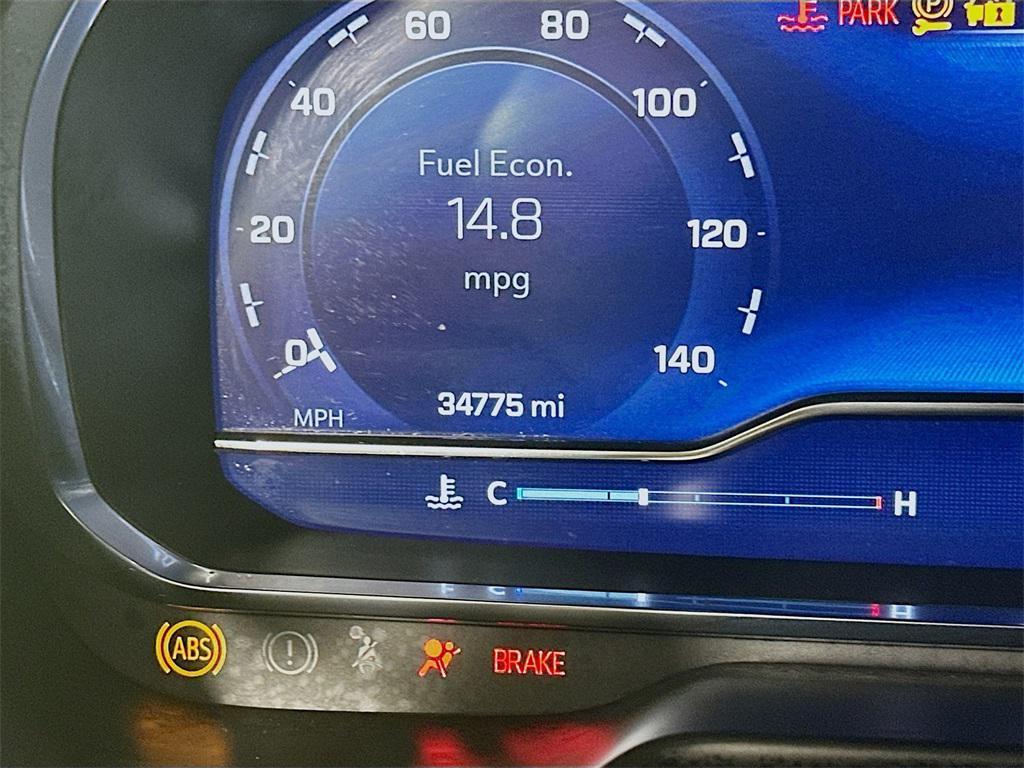 60 80 PARK P
40 100
Fuel Econ.
20 14.8 120
mpg
0 140
34775 mi
MPH
C H
ABS ! BRAKE